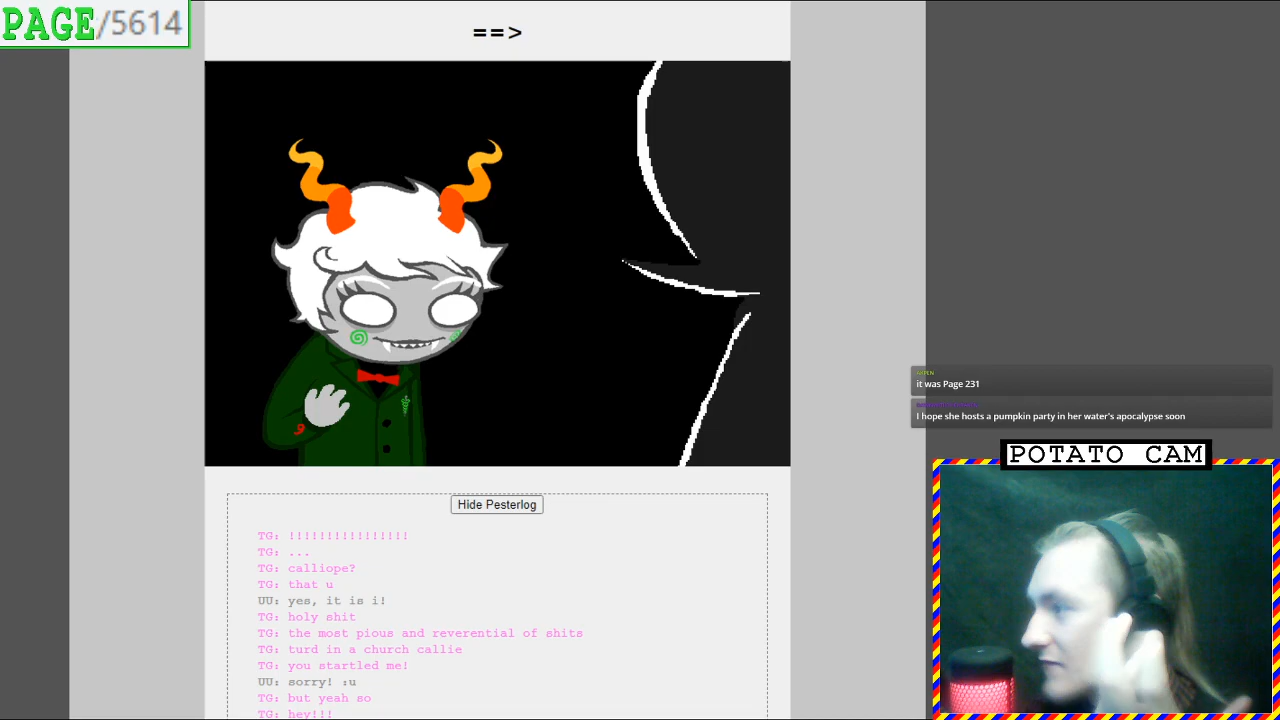 PAGE/5614
==>
Hide Pesterlog
TG: !!!!!!!!!!!!!!!!
TG: ...
TG: calliope?
TG: that u
UU: yes, it is i!
TG: holy shit
TG: the most pious and reverential of shits
TG: turd in a church callie
TG: you startled me!
UU: sorry! :u
TG: but yeah so
TG: hey!!!
it was Page 231
I hope she hosts a pumpkin party in her water's apocalypse soon
POTATO CAM